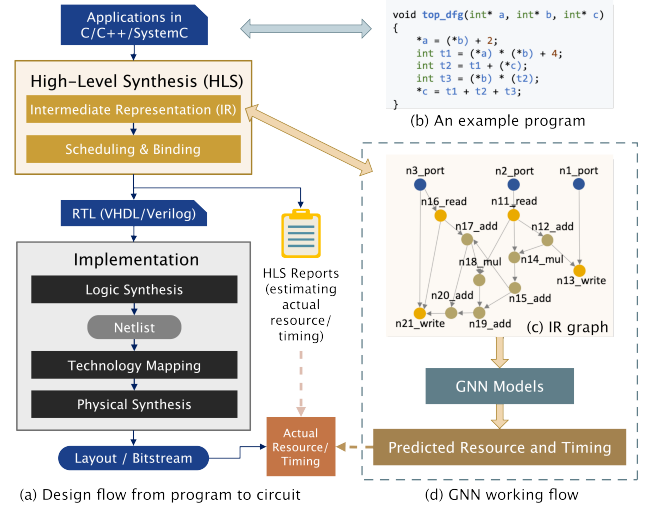 Applications in
C/C++/SystemC
High-Level Synthesis (HLS)
Intermediate Representation (IR)
Scheduling & Binding
RTL (VHDL/Verilog)
Implementation
Logic Synthesis
Netlist
Technology Mapping
Physical Synthesis
Layout / Bitstream
HLS Reports
(estimating
actual
resource/
timing)
Actual
Resource/
Timing
(a) Design flow from program to circuit
void top_dfg(int* a, int* b, int* c)
{
*a = (*b) + 2;
int t1 = (*a) * (*b) + 4;
int t2 = t1 + (*c);
int t3 = (*b) * (t2);
*c = t1 + t2 + t3;
}
(b) An example program
n3_port
n2_port
n1_port
n16_read
n11_read
n17_add
n12_add
n18_mul
n14_mul
n13_write
n20_add
n15_add
n21_write
n19_add
(c) IR graph
GNN Models
Predicted Resource and Timing
(d) GNN working flow